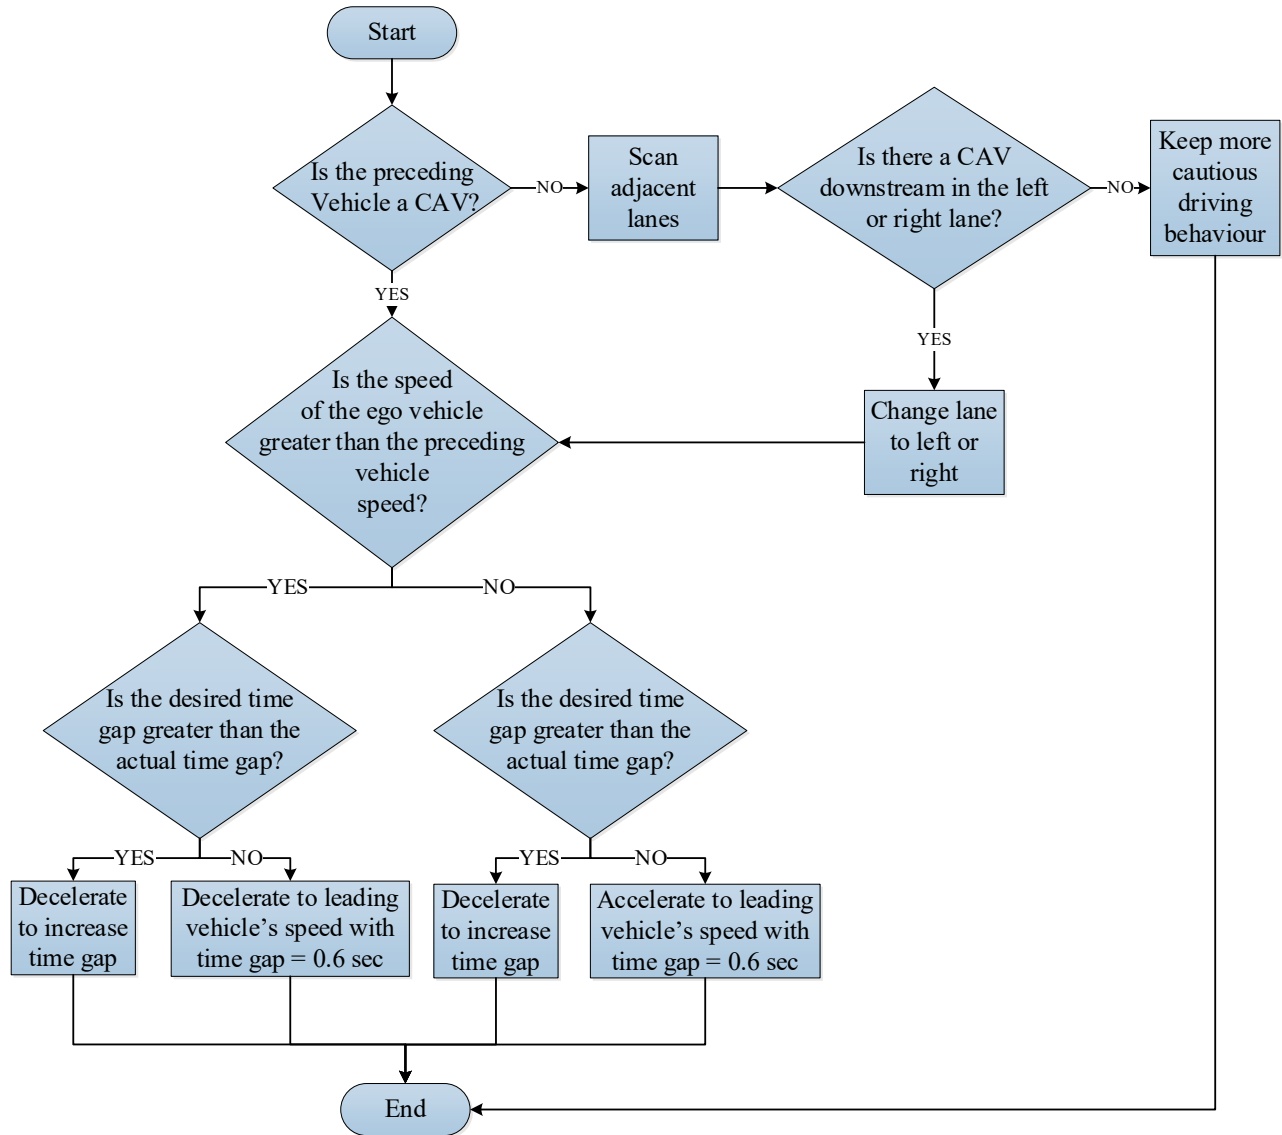 Start
Is the preceding
Vehicle a CAV?
NO
Scan
adjacent
lanes
Is there a CAV
downstream in the left
or right lane?
NO
Keep more
cautious
driving
behaviour
YES
YES
Is the speed
of the ego vehicle
greater than the preceding
vehicle
speed?
Change lane
to left or
right
YES
NO
Is the desired time
gap greater than the
actual time gap?
Is the desired time
gap greater than the
actual time gap?
YES
NO
YES
NO
Decelerate
to increase
time gap
Decelerate to leading
vehicle’s speed with
time gap = 0.6 sec
Decelerate
to increase
time gap
Accelerate to leading
vehicle’s speed with
time gap = 0.6 sec
End